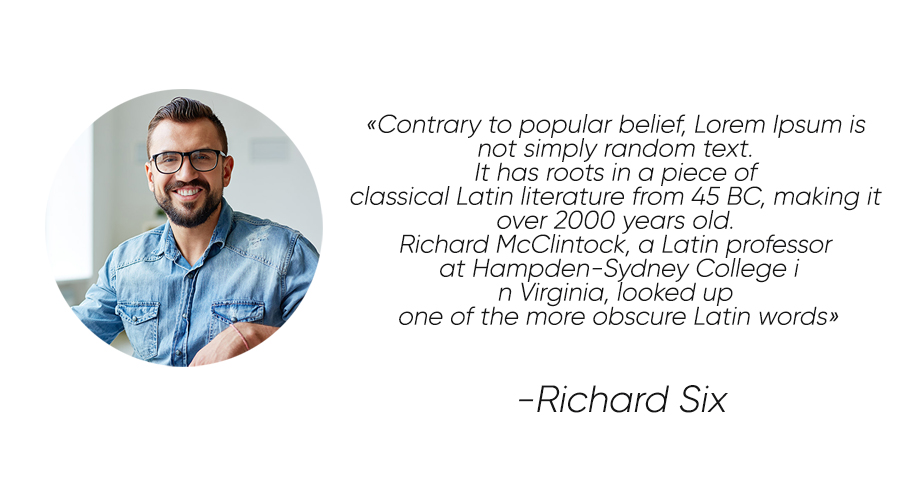 «Contrary to popular belief, Lorem Ipsum is
not simply random text.
It has roots in a piece of
classical Latin literature from 45 BC, making it
over 2000 years old.
Richard McClintock, a Latin professor
at Hampden-Sydney College i
n Virginia, looked up
one of the more obscure Latin words»
-Richard Six